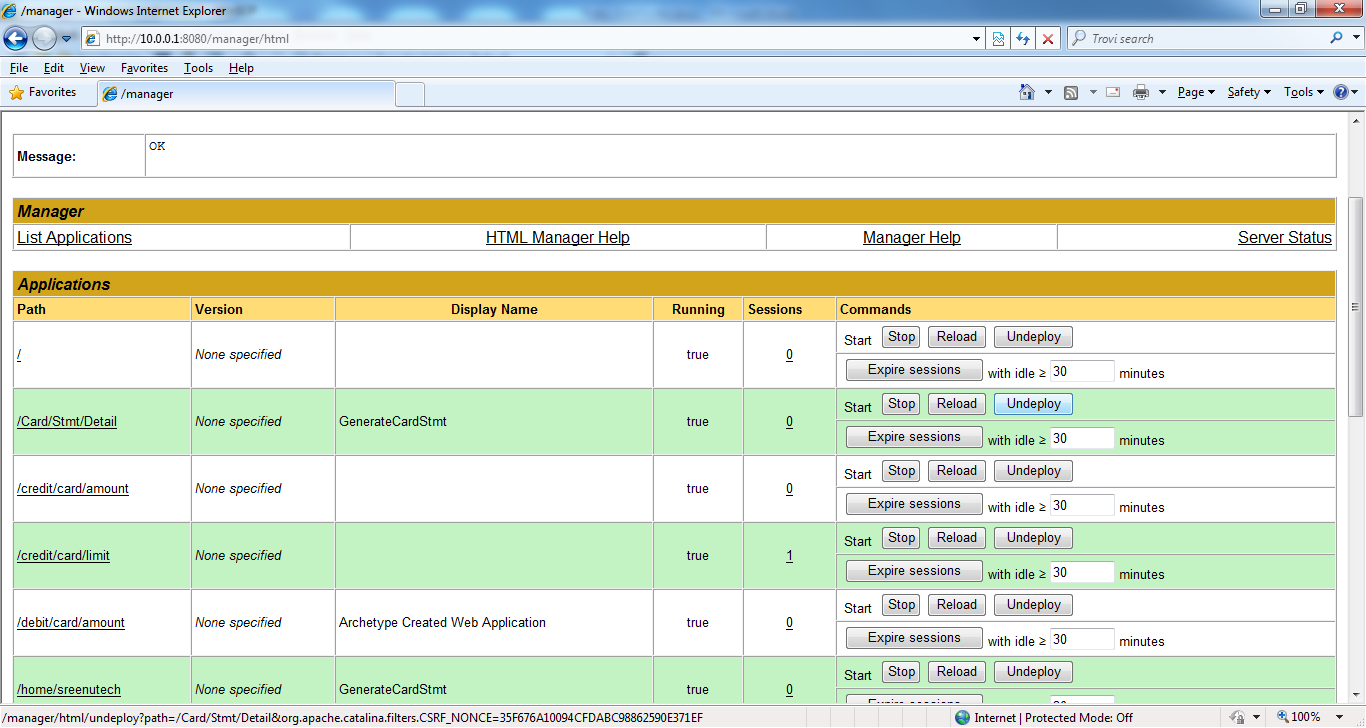 /manager - Windows Internet Explorer
http://10.0.0.1:8080/manager/html
Trovi search
File Edit View Favorites Tools Help
Favorites /manager Page Safety Tools
Message: OK
Manager
List Applications HTML Manager Help Manager Help Server Status
Applications
Path Version Display Name Running Sessions Commands
/ None specified true 0 Start Stop Reload Undeploy
Expire sessions with idle ≥ 30 minutes
/Card/Stmt/Detail None specified GenerateCardStmt true 0 Start Stop Reload Undeploy
Expire sessions with idle ≥ 30 minutes
/credit/card/amount None specified true 0 Start Stop Reload Undeploy
Expire sessions with idle ≥ 30 minutes
/credit/card/limit None specified true 1 Start Stop Reload Undeploy
Expire sessions with idle ≥ 30 minutes
/debit/card/amount None specified Archetype Created Web Application true 0 Start Stop Reload Undeploy
Expire sessions with idle ≥ 30 minutes
/home/sreenutech None specified GenerateCardStmt true 0 Start Stop Reload Undeploy
/manager/html/undeploy?path=/Card/Stmt/Detail&org.apache.catalina.filters.CSRF_NONCE=35F676A10094CFDABC98862590E371EF Internet | Protected Mode: Off 100%